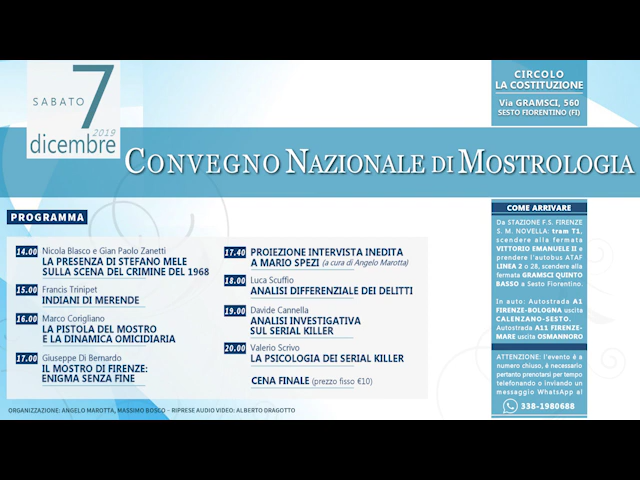 SABATO 7
2019
dicembre
CONVEGNO NAZIONALE DI MOSTROLOGIA
CIRCOLO
LA COSTITUZIONE
Via GRAMSCI, 560
SESTO FIORENTINO (FI)
PROGRAMMA
14.00 Nicola Blasco e Gian Paolo Zanetti
LA PRESENZA DI STEFANO MELE
SULLA SCENA DEL CRIMINE DEL 1968
15.00 Francis Trinipet
INDIANI DI MERENDE
16.00 Marco Corigliano
LA PISTOLA DEL MOSTRO
E LA DINAMICA OMICIDIARIA
17.00 Giuseppe Di Bernardo
IL MOSTRO DI FIRENZE:
ENIGMA SENZA FINE
17.40 PROIEZIONE INTERVISTA INEDITA
A MARIO SPEZI (a cura di Angelo Marotta)
18.00 Luca Scuffio
ANALISI DIFFERENZIALE DEI DELITTI
19.00 Davide Cannella
ANALISI INVESTIGATIVA
SUL SERIAL KILLER
20.00 Valerio Scrivo
LA PSICOLOGIA DEI SERIAL KILLER
CENA FINALE (prezzo fisso €10)
ORGANIZZAZIONE: ANGELO MAROTTA, MASSIMO BOSCO - RIPRESE AUDIO VIDEO: ALBERTO DRAGOTTO
COME ARRIVARE
Da STAZIONE F.S. FIRENZE
S. M. NOVELLA: tram T1,
scendere alla fermata
VITTORIO EMANUELE II e
prendere l'autobus ATAF
LINEA 2 o 28, scendere alla
fermata GRAMSCI QUINTO
BASSO a Sesto Fiorentino.
In auto: Autostrada A1
FIRENZE-BOLOGNA uscita
CALENZANO-SESTO.
Autostrada A11 FIRENZE-
MARE uscita OSMANNORO
ATTENZIONE: l'evento è a
numero chiuso, è necessario
pertanto prenotarsi per tempo
telefonando o inviando un
messaggio WhatsApp al
338-1980688